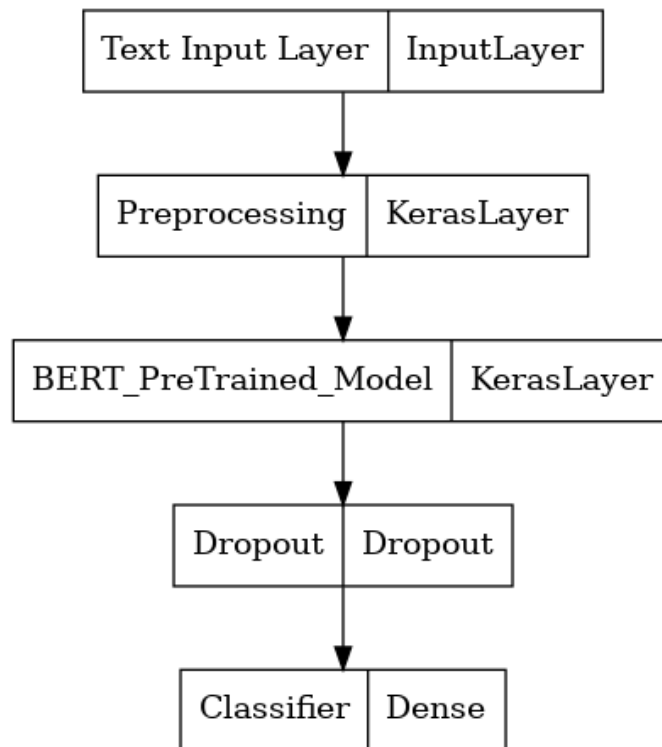 Text Input Layer InputLayer
Preprocessing KerasLayer
BERT_PreTrained_Model KerasLayer
Dropout Dropout
Classifier Dense